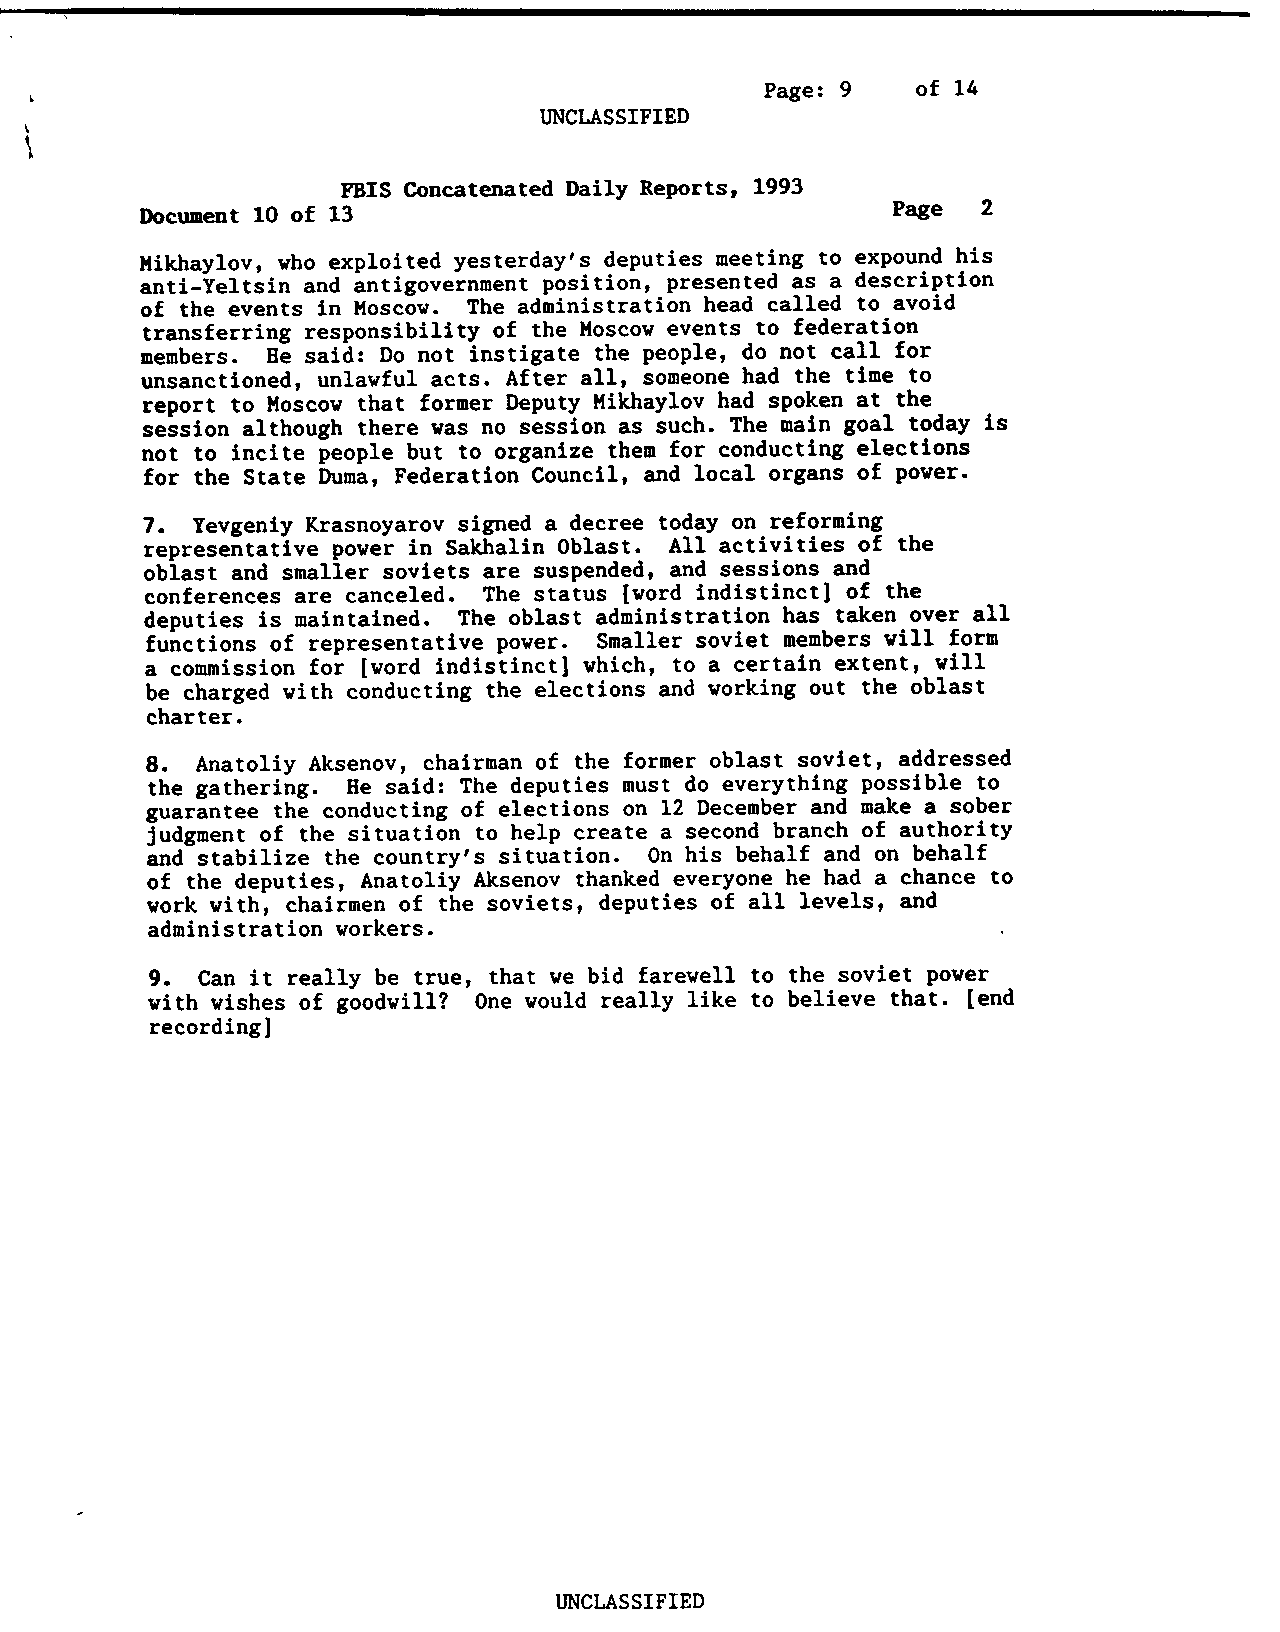 Page: 9 of 14
UNCLASSIFIED
FBIS Concatenated Daily Reports, 1993
Document 10 of 13 Page 2
Mikhaylov, who exploited yesterday's deputies meeting to expound his
anti-Yeltsin and antigovernment position, presented as a description
of the events in Moscow. The administration head called to avoid
transferring responsibility of the Moscow events to federation
members. He said: Do not instigate the people, do not call for
unsanctioned, unlawful acts. After all, someone had the time to
report to Moscow that former Deputy Mikhaylov had spoken at the
session although there was no session as such. The main goal today is
not to incite people but to organize them for conducting elections
for the State Duma, Federation Council, and local organs of power.
7. Yevgeniy Krasnoyarov signed a decree today on reforming
representative power in Sakhalin Oblast. All activities of the
oblast and smaller soviets are suspended, and sessions and
conferences are canceled. The status [word indistinct] of the
deputies is maintained. The oblast administration has taken over all
functions of representative power. Smaller soviet members will form
a commission for [word indistinct] which, to a certain extent, will
be charged with conducting the elections and working out the oblast
charter.
8. Anatoliy Aksenov, chairman of the former oblast soviet, addressed
the gathering. He said: The deputies must do everything possible to
guarantee the conducting of elections on 12 December and make a sober
judgment of the situation to help create a second branch of authority
and stabilize the country's situation. On his behalf and on behalf
of the deputies, Anatoliy Aksenov thanked everyone he had a chance to
work with, chairmen of the soviets, deputies of all levels, and
administration workers.
9. Can it really be true, that we bid farewell to the soviet power
with wishes of goodwill? One would really like to believe that. [end
recording]
UNCLASSIFIED